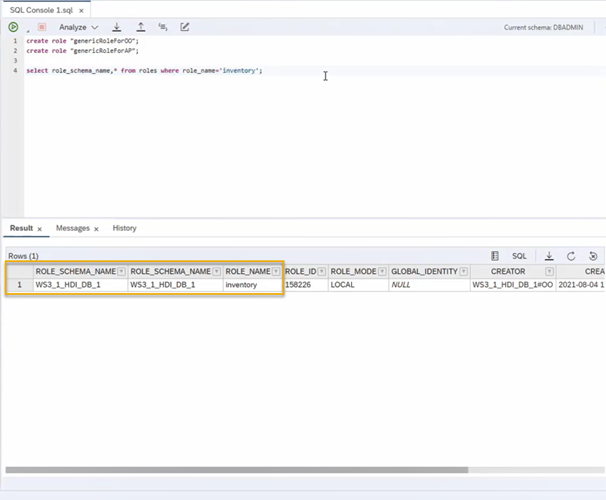 SQL Console 1.sql ×
Analyze Current schema: DBADMIN
1 create role "genericRoleForOO";
2 create role "genericRoleForAP";
3
4 select role_schema_name,* from roles where role_name='inventory';
Result × Messages × History
Rows (1) SQL
ROLE_SCHEMA_NAME ROLE_SCHEMA_NAME ROLE_NAME ROLE_ID ROLE_MODE GLOBAL_IDENTITY CREATOR CREA
1 WS3_1_HDI_DB_1 WS3_1_HDI_DB_1 inventory 158226 LOCAL NULL WS3_1_HDI_DB_1#OO 2021-08-04 1